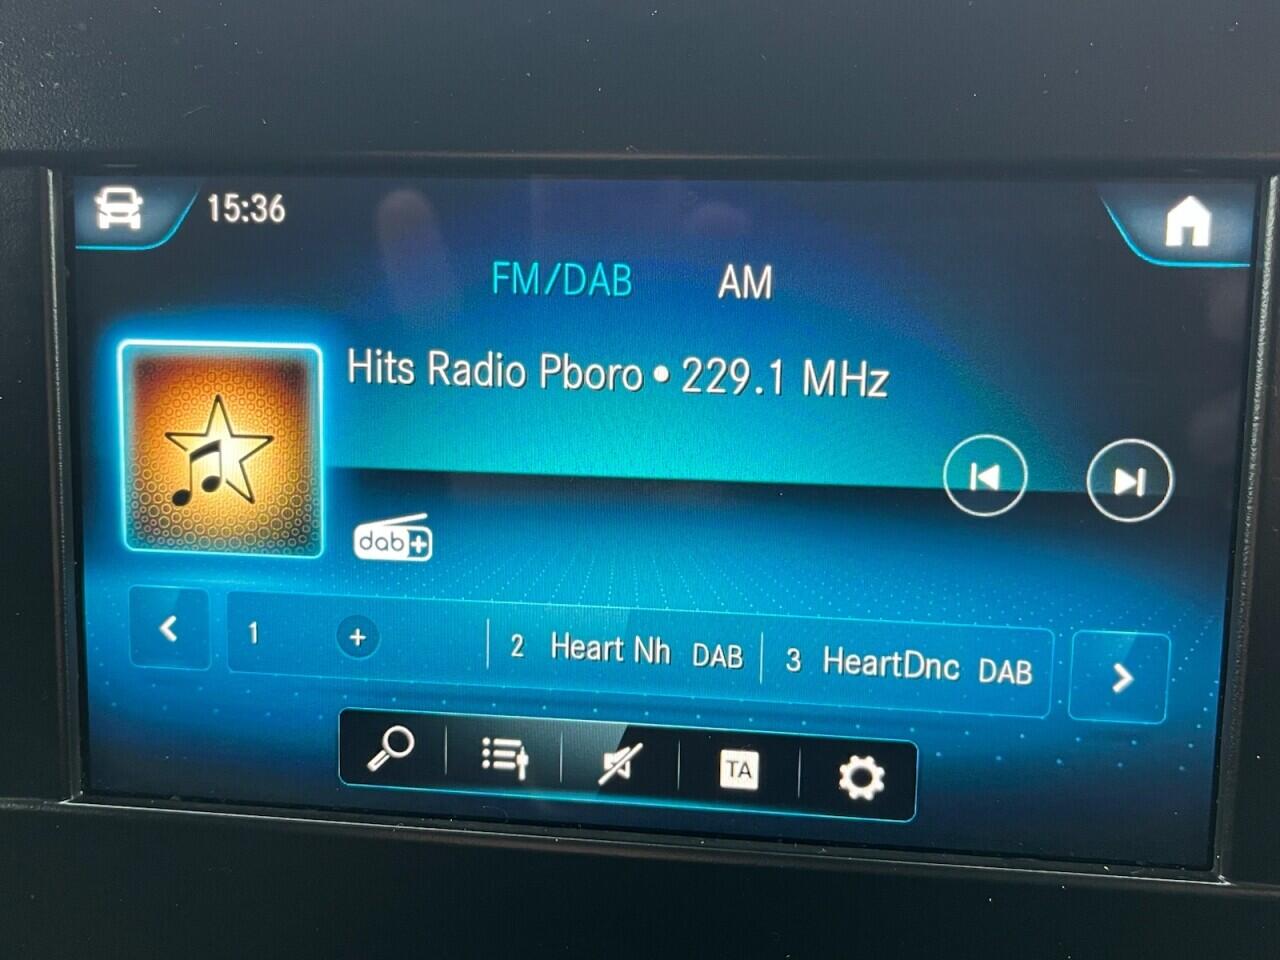 15:36
FM/DAB AM
Hits Radio Pboro • 229.1 MHz
dab+
1 + 2 Heart Nh DAB 3 HeartDnc DAB
TA